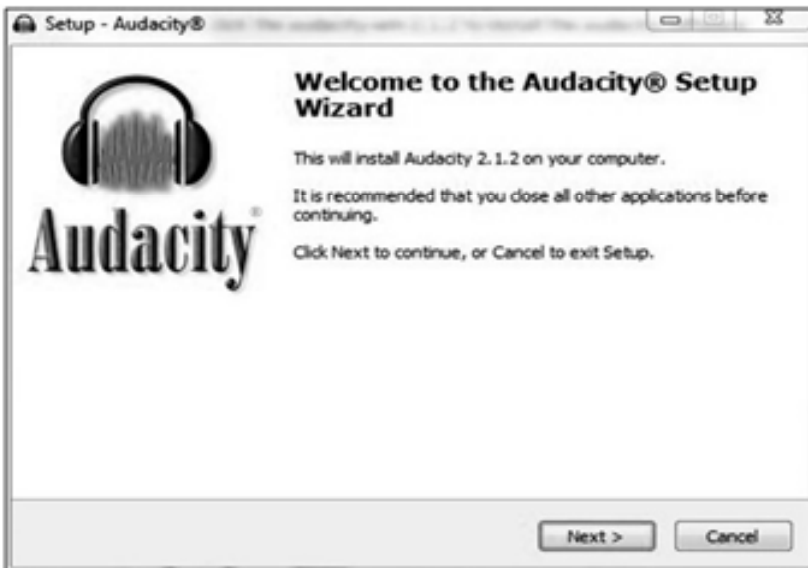 Setup - Audacity®
Welcome to the Audacity® Setup
Wizard
This will install Audacity 2.1.2 on your computer.
It is recommended that you close all other applications before
continuing.
Click Next to continue, or Cancel to exit Setup.
Audacity®
Next >
Cancel